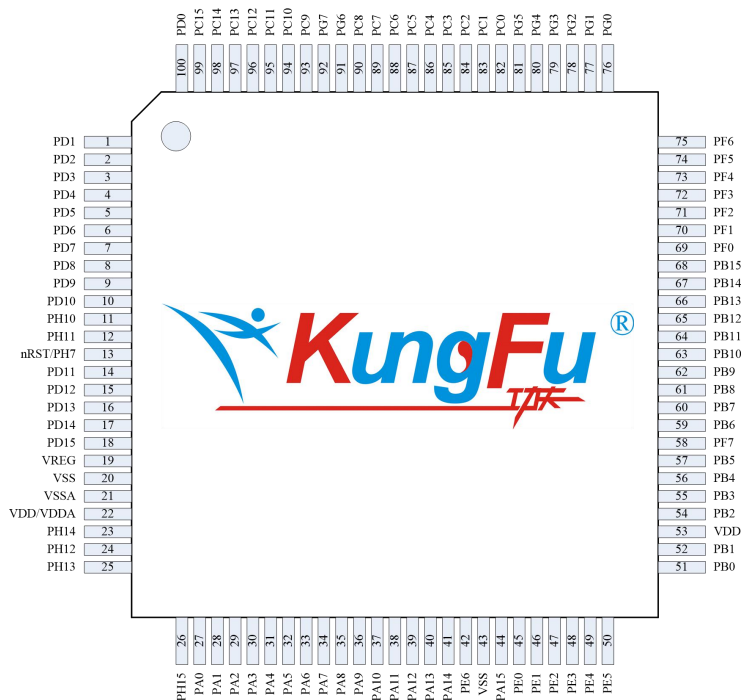 PD0 PC15 PC14 PC13 PC12 PC11 PC10 PC9 PG7 PG6 PC8 PC7 PC6 PC5 PC4 PC3 PC2 PC1 PC0 PG5 PG4 PG3 PG2 PG1 PG0
100 99 98 97 96 95 94 93 92 91 90 89 88 87 86 85 84 83 82 81 80 79 78 77 76
PD1 1
PD2 2
PD3 3
PD4 4
PD5 5
PD6 6
PD7 7
PD8 8
PD9 9
PD10 10
PH10 11
PH11 12
nRST/PH7 13
PD11 14
PD12 15
PD13 16
PD14 17
PD15 18
VREG 19
VSS 20
VSSA 21
VDD/VDDA 22
PH14 23
PH12 24
PH13 25
KungFu ®
功夫
75 PF6
74 PF5
73 PF4
72 PF3
71 PF2
70 PF1
69 PF0
68 PB15
67 PB14
66 PB13
65 PB12
64 PB11
63 PB10
62 PB9
61 PB8
60 PB7
59 PB6
58 PF7
57 PB5
56 PB4
55 PB3
54 PB2
53 VDD
52 PB1
51 PB0
26 27 28 29 30 31 32 33 34 35 36 37 38 39 40 41 42 43 44 45 46 47 48 49 50
PH15 PA0 PA1 PA2 PA3 PA4 PA5 PA6 PA7 PA8 PA9 PA10 PA11 PA12 PA13 PA14 PE6 VSS PA15 PE0 PE1 PE2 PE3 PE4 PE5